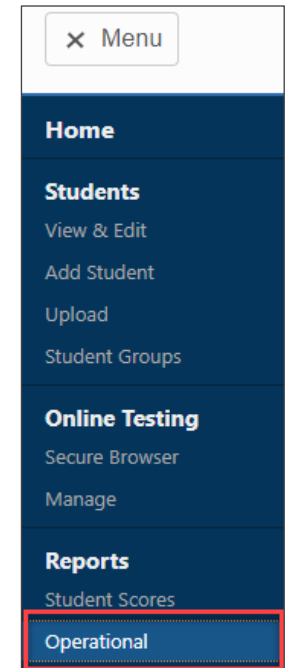 × Menu
Home
Students
View & Edit
Add Student
Upload
Student Groups
Online Testing
Secure Browser
Manage
Reports
Student Scores
Operational